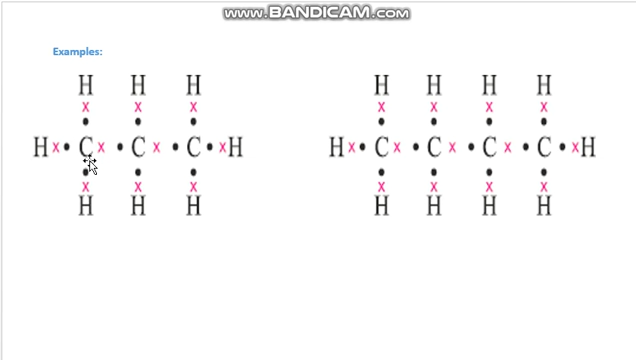 WWW.BANDICAM.COM
Examples:
H H H H H H H
x x x x x x x
• • • • • • •
H x • C x • C x • C • x H H x • C x • C x • C x • C • x H
• • • • • • •
x x x x x x x
H H H H H H H